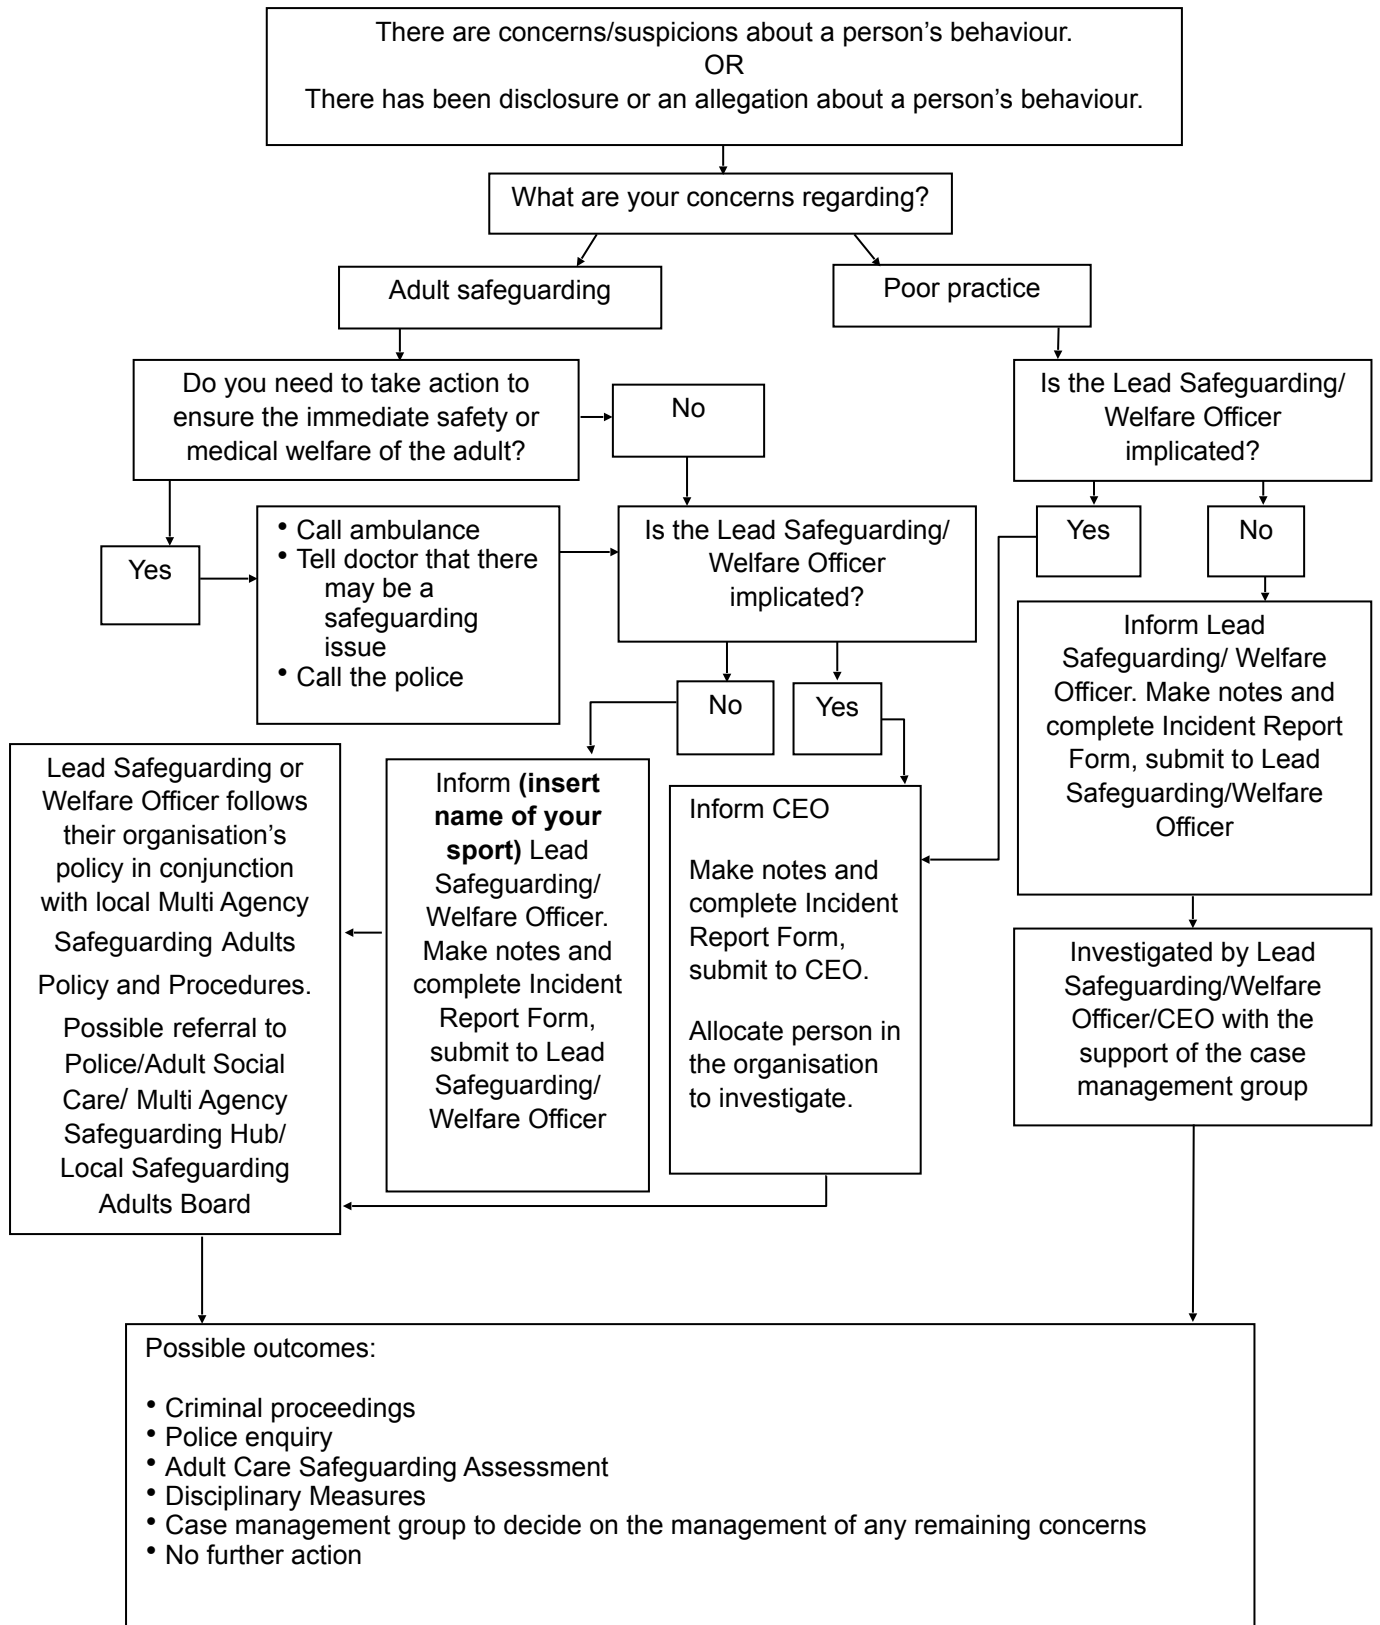 There are concerns/suspicions about a person’s behaviour.
OR
There has been disclosure or an allegation about a person’s behaviour.
What are your concerns regarding?
Adult safeguarding
Poor practice
Do you need to take action to
ensure the immediate safety or
medical welfare of the adult?
No
Is the Lead Safeguarding/
Welfare Officer
implicated?
Yes
• Call ambulance
• Tell doctor that there
may be a
safeguarding
issue
• Call the police
Is the Lead Safeguarding/
Welfare Officer
implicated?
Yes
No
No
Yes
Inform Lead
Safeguarding/ Welfare
Officer. Make notes and
complete Incident Report
Form, submit to Lead
Safeguarding/Welfare
Officer
Lead Safeguarding or
Welfare Officer follows
their organisation’s
policy in conjunction
with local Multi Agency
Safeguarding Adults
Policy and Procedures.
Possible referral to
Police/Adult Social
Care/ Multi Agency
Safeguarding Hub/
Local Safeguarding
Adults Board
Inform (insert
name of your
sport) Lead
Safeguarding/
Welfare Officer.
Make notes and
complete Incident
Report Form,
submit to Lead
Safeguarding/
Welfare Officer
Inform CEO
Make notes and
complete Incident
Report Form,
submit to CEO.
Allocate person in
the organisation
to investigate.
Investigated by Lead
Safeguarding/Welfare
Officer/CEO with the
support of the case
management group
Possible outcomes:
• Criminal proceedings
• Police enquiry
• Adult Care Safeguarding Assessment
• Disciplinary Measures
• Case management group to decide on the management of any remaining concerns
• No further action